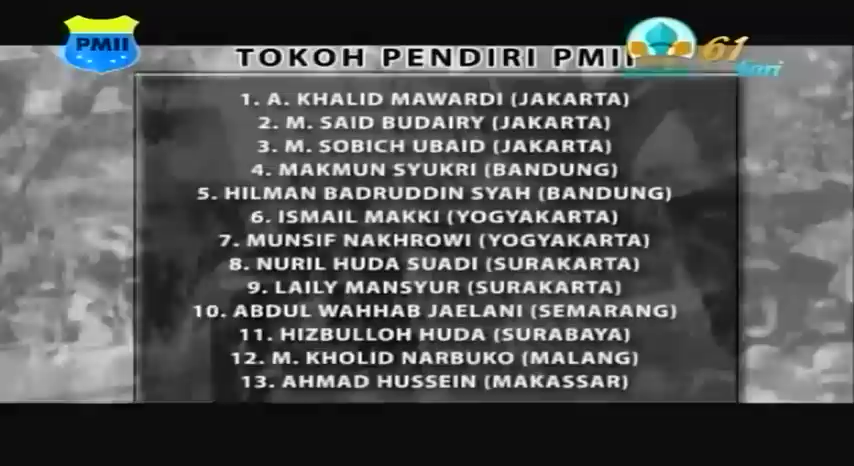 PMII
TOKOH PENDIRI PMII
61
hari
1. A. KHALID MAWARDI (JAKARTA)
2. M. SAID BUDAIRY (JAKARTA)
3. M. SOBICH UBAID (JAKARTA)
4. MAKMUN SYUKRI (BANDUNG)
5. HILMAN BADRUDDIN SYAH (BANDUNG)
6. ISMAIL MAKKI (YOGYAKARTA)
7. MUNSIF NAKHROWI (YOGYAKARTA)
8. NURIL HUDA SUADI (SURAKARTA)
9. LAILY MANSYUR (SURAKARTA)
10. ABDUL WAHHAB JAELANI (SEMARANG)
11. HIZBULLOH HUDA (SURABAYA)
12. M. KHOLID NARBUKO (MALANG)
13. AHMAD HUSSEIN (MAKASSAR)